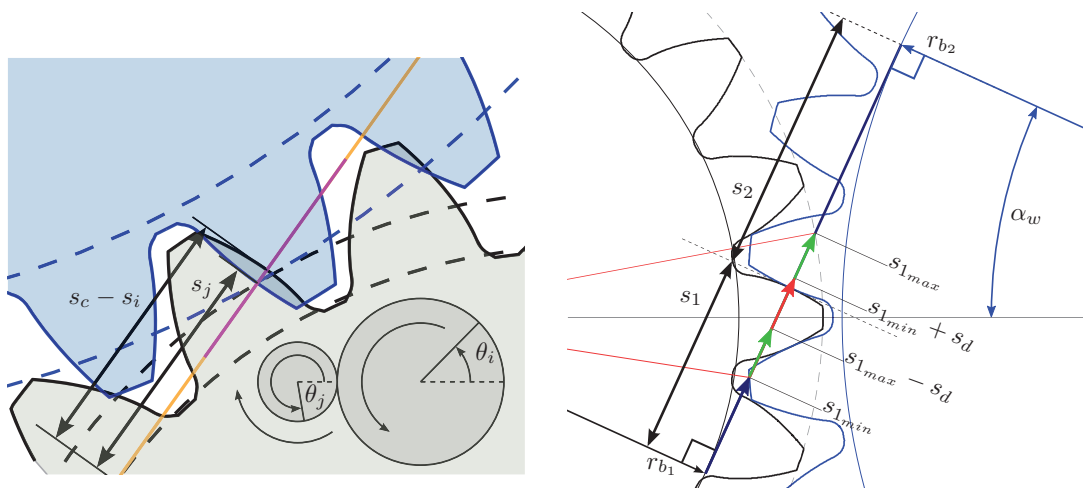 s_c − s_i
s_j
θ_i
θ_j
r_{b_2}
s_2
α_w
s_{1_{max}}
s_1
s_{1_{min}} + s_d
s_{1_{max}} − s_d
s_{1_{min}}
r_{b_1}